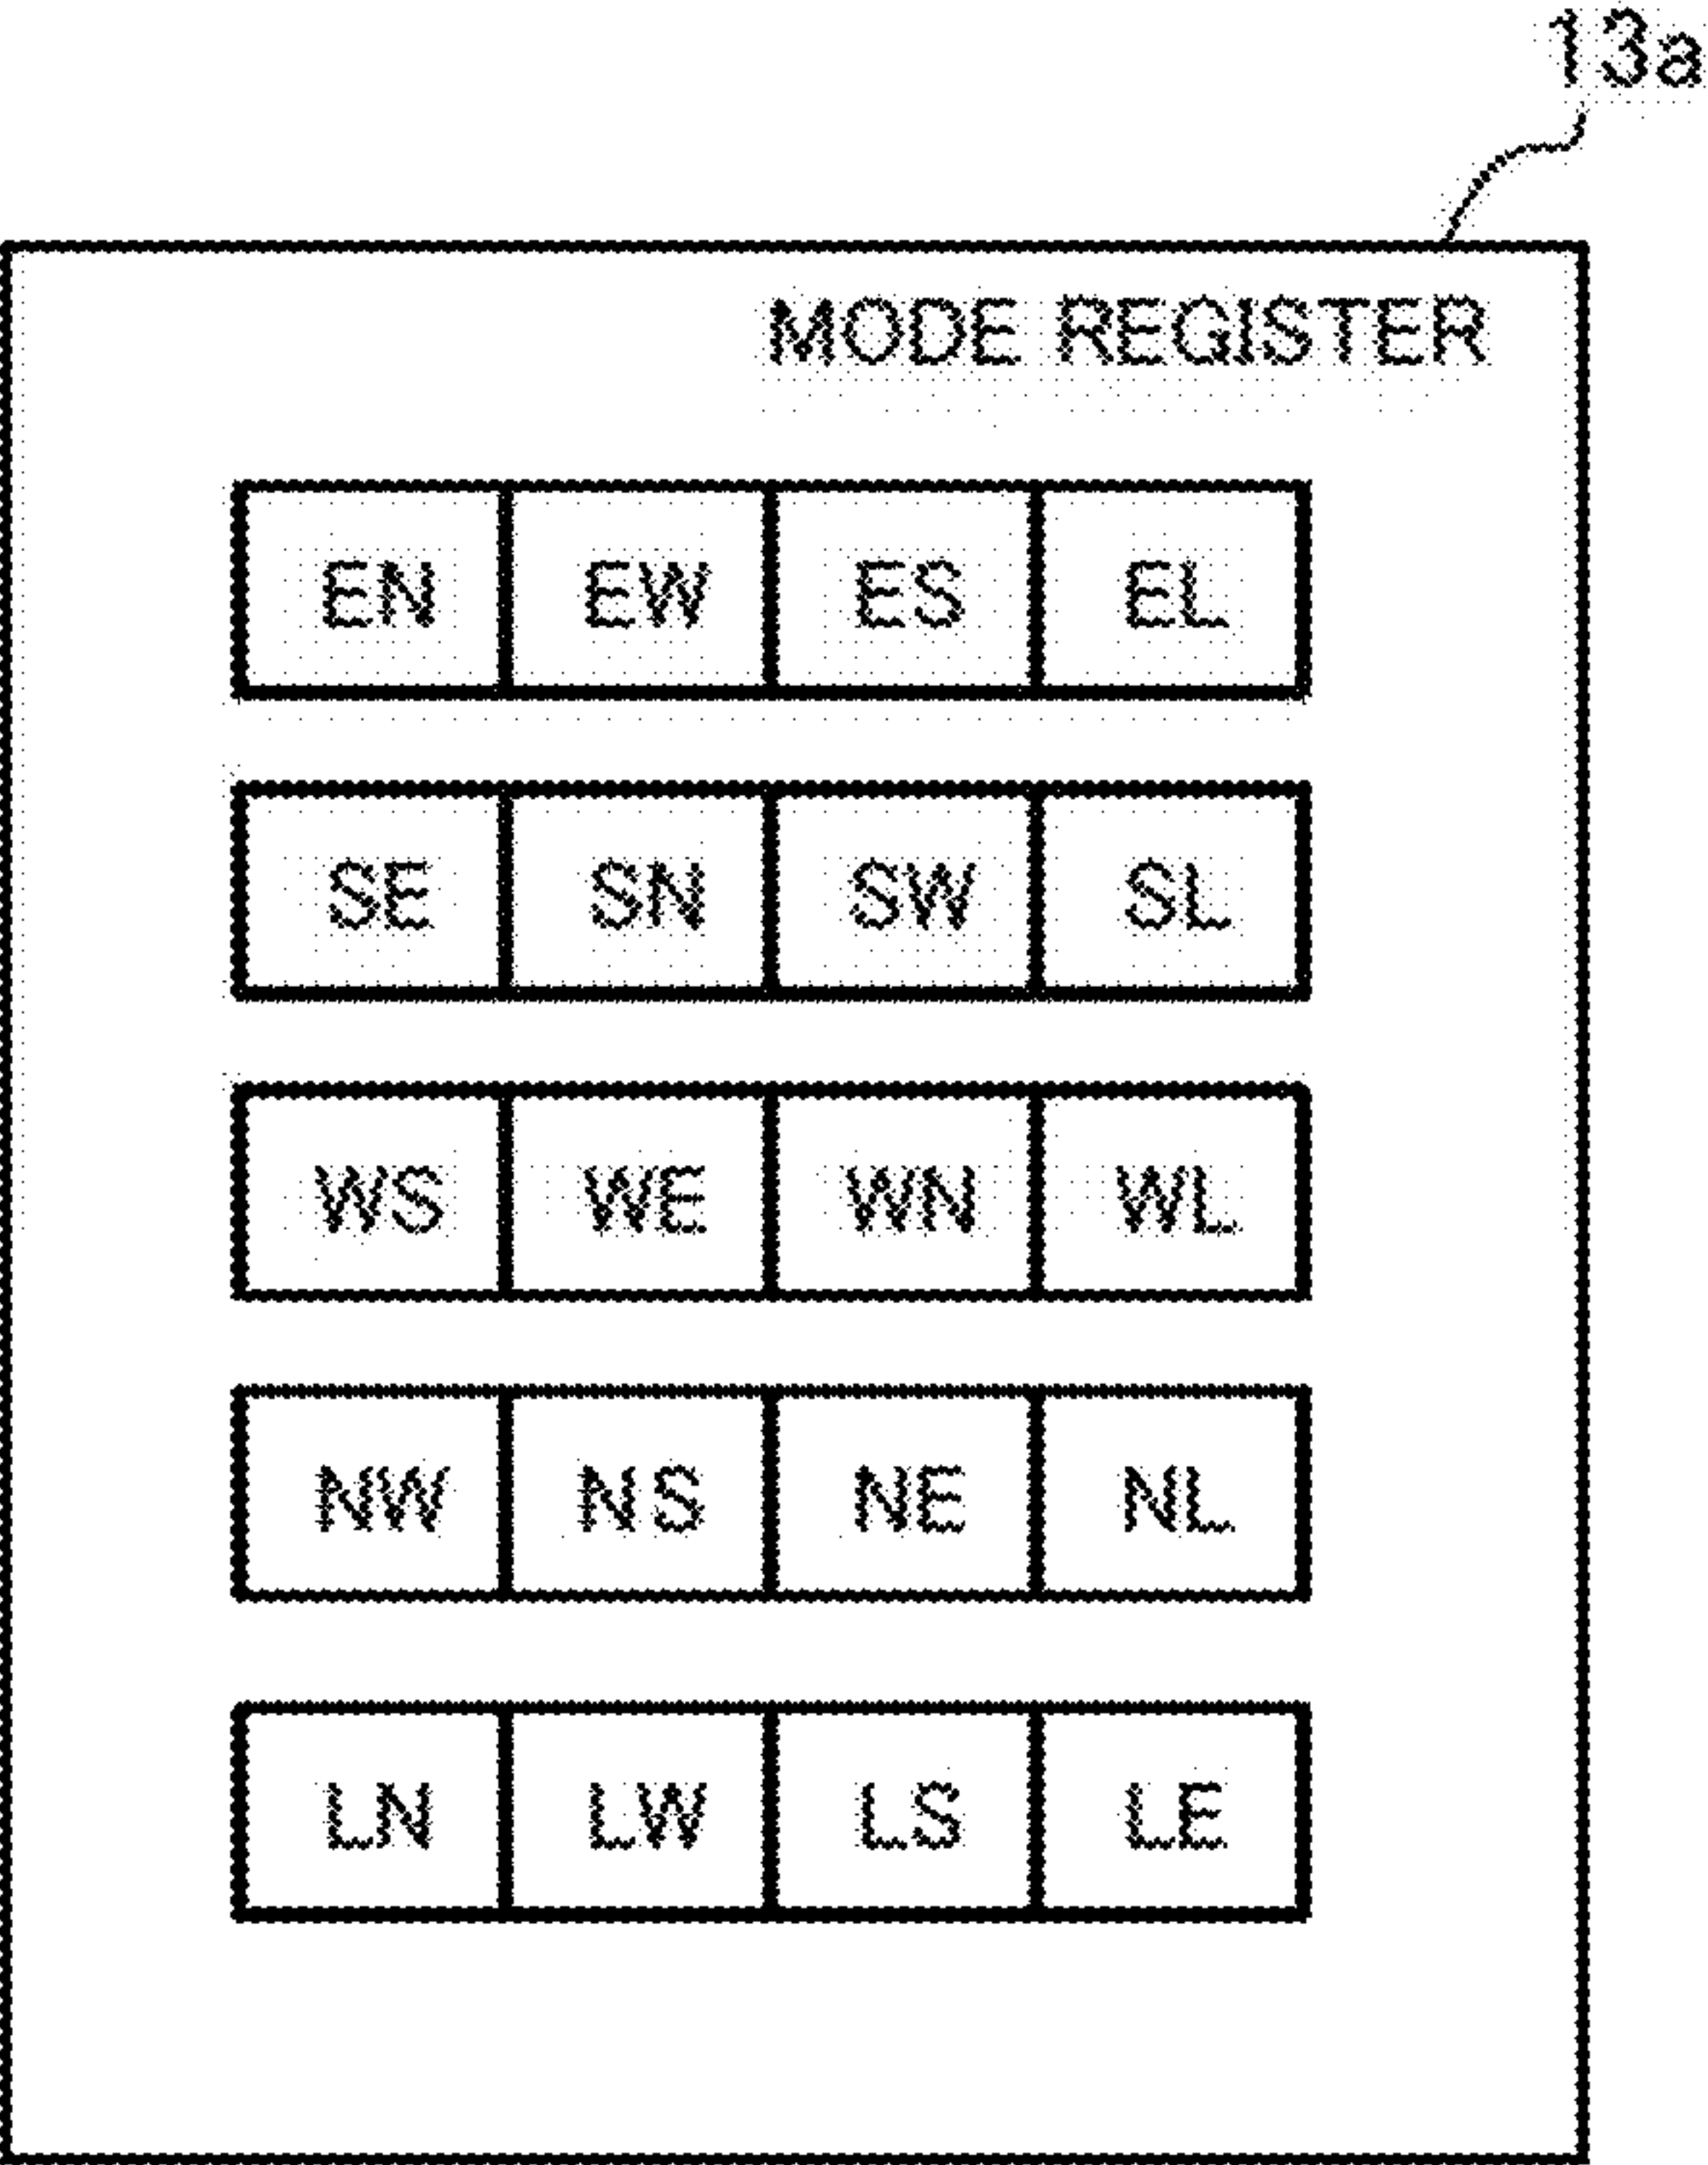 13a
MODE REGISTER
EN EW ES EL
SE SN SW SL
WS WE WN WL
NW NS NE NL
LN LW LS LE